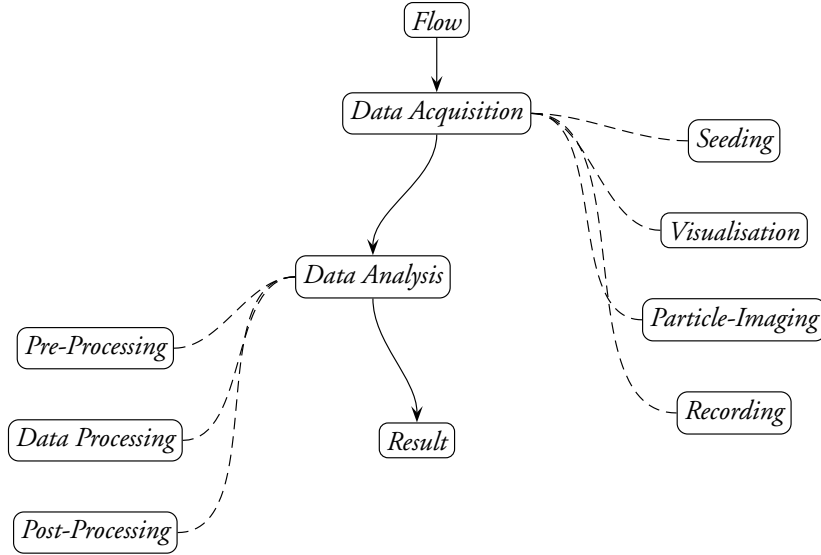 Flow
Data Acquisition
Seeding
Visualisation
Data Analysis
Particle-Imaging
Pre-Processing
Recording
Data Processing
Result
Post-Processing